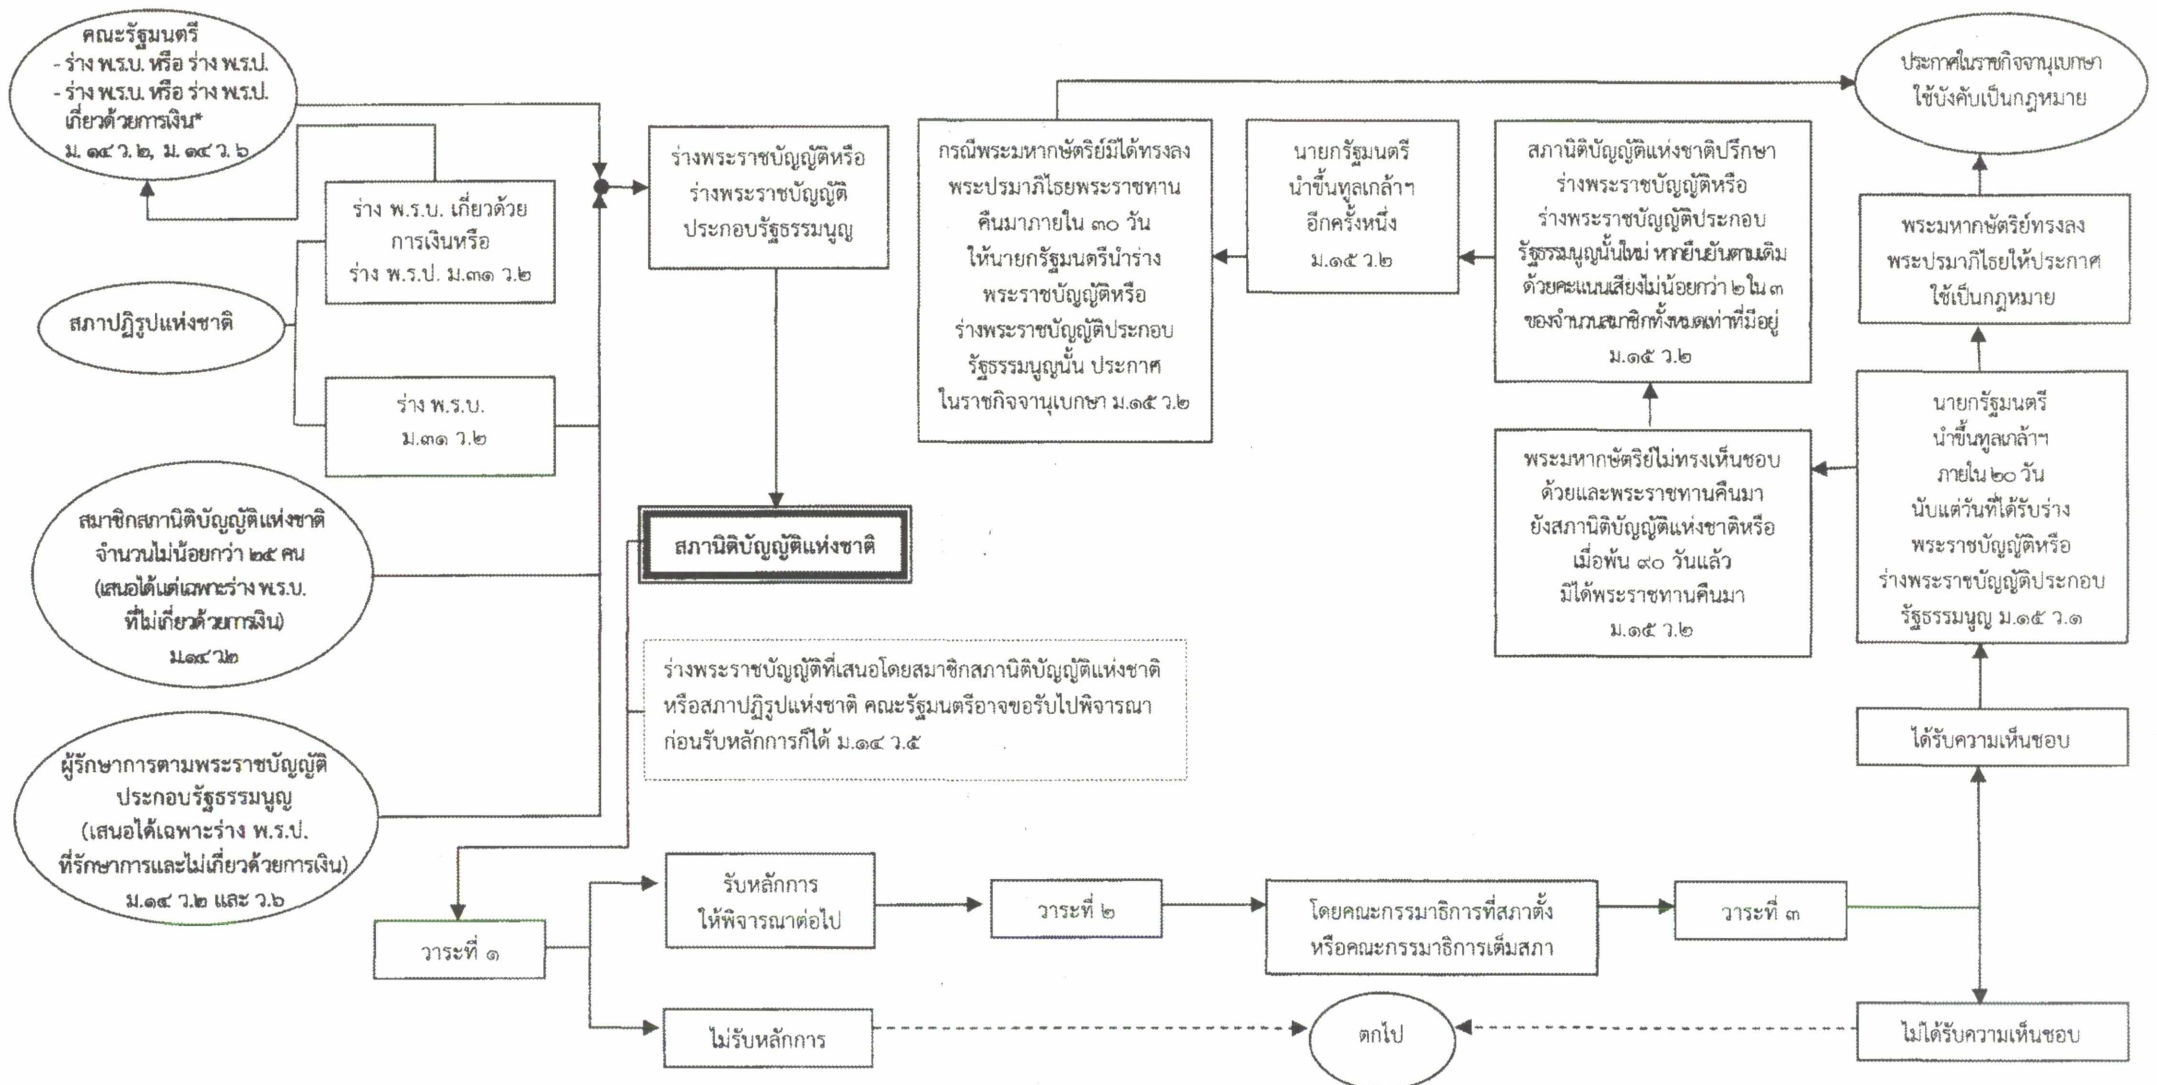 คณะรัฐมนตรี
- ร่าง พ.ร.บ. หรือ ร่าง พ.ร.ป.
- ร่าง พ.ร.บ. หรือ ร่าง พ.ร.ป.
เกี่ยวด้วยการเงิน*
ม. ๑๔ ว. ๒, ม. ๑๔ ว. ๖
ร่าง พ.ร.บ. เกี่ยวด้วย
การเงินหรือ
ร่าง พ.ร.ป. ม.๓๑ ว.๒
สภาปฏิรูปแห่งชาติ
ร่าง พ.ร.บ.
ม.๓๑ ว.๒
สมาชิกสภานิติบัญญัติแห่งชาติ
จำนวนไม่น้อยกว่า ๒๕ คน
(เสนอได้แต่เฉพาะร่าง พ.ร.บ.
ที่ไม่เกี่ยวด้วยการเงิน)
ม.๑๔ ว.๒
ผู้รักษาการตามพระราชบัญญัติ
ประกอบรัฐธรรมนูญ
(เสนอได้เฉพาะร่าง พ.ร.ป.
ที่รักษาการและไม่เกี่ยวด้วยการเงิน)
ม.๑๔ ว.๒ และ ว.๖
ร่างพระราชบัญญัติหรือ
ร่างพระราชบัญญัติ
ประกอบรัฐธรรมนูญ
สภานิติบัญญัติแห่งชาติ
ร่างพระราชบัญญัติที่เสนอโดยสมาชิกสภานิติบัญญัติแห่งชาติ
หรือสภาปฏิรูปแห่งชาติ คณะรัฐมนตรีอาจขอรับไปพิจารณา
ก่อนรับหลักการก็ได้ ม.๑๔ ว.๕
วาระที่ ๑
รับหลักการ
ให้พิจารณาต่อไป
ไม่รับหลักการ
วาระที่ ๒
โดยคณะกรรมาธิการที่สภาตั้ง
หรือคณะกรรมาธิการเต็มสภา
วาระที่ ๓
ตกไป
ไม่ได้รับความเห็นชอบ
ได้รับความเห็นชอบ
นายกรัฐมนตรี
นำขึ้นทูลเกล้าฯ
ภายใน ๒๐ วัน
นับแต่วันที่ได้รับร่าง
พระราชบัญญัติหรือ
ร่างพระราชบัญญัติประกอบ
รัฐธรรมนูญ ม.๑๕ ว.๑
พระมหากษัตริย์ทรงลง
พระปรมาภิไธยให้ประกาศ
ใช้เป็นกฎหมาย
ประกาศในราชกิจจานุเบกษา
ใช้บังคับเป็นกฎหมาย
พระมหากษัตริย์ไม่ทรงเห็นชอบ
ด้วยและพระราชทานคืนมา
ยังสภานิติบัญญัติแห่งชาติหรือ
เมื่อพ้น ๙๐ วันแล้ว
มิได้พระราชทานคืนมา
ม.๑๕ ว.๒
สภานิติบัญญัติแห่งชาติปรึกษา
ร่างพระราชบัญญัติหรือ
ร่างพระราชบัญญัติประกอบ
รัฐธรรมนูญนั้นใหม่ หากยืนยันตามเดิม
ด้วยคะแนนเสียงไม่น้อยกว่า ๒ ใน ๓
ของจำนวนสมาชิกทั้งหมดเท่าที่มีอยู่
ม.๑๕ ว.๒
นายกรัฐมนตรี
นำขึ้นทูลเกล้าฯ
อีกครั้งหนึ่ง
ม.๑๕ ว.๒
กรณีพระมหากษัตริย์มิได้ทรงลง
พระปรมาภิไธยพระราชทาน
คืนมาภายใน ๓๐ วัน
ให้นายกรัฐมนตรีนำร่าง
พระราชบัญญัติหรือ
ร่างพระราชบัญญัติประกอบ
รัฐธรรมนูญนั้น ประกาศ
ในราชกิจจานุเบกษา ม.๑๕ ว.๒